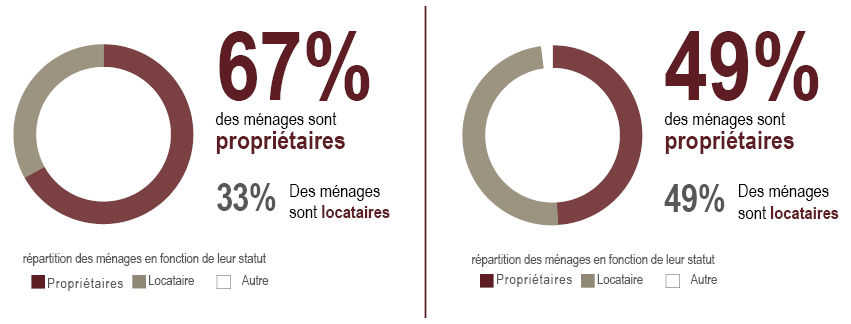 67%
des ménages sont
propriétaires
33% Des ménages
sont locataires
répartition des ménages en fonction de leur statut
Propriétaires Locataire Autre
49%
des ménages sont
propriétaires
49% Des ménages
sont locataires
répartition des ménages en fonction de leur statut
Propriétaires Locataire Autre